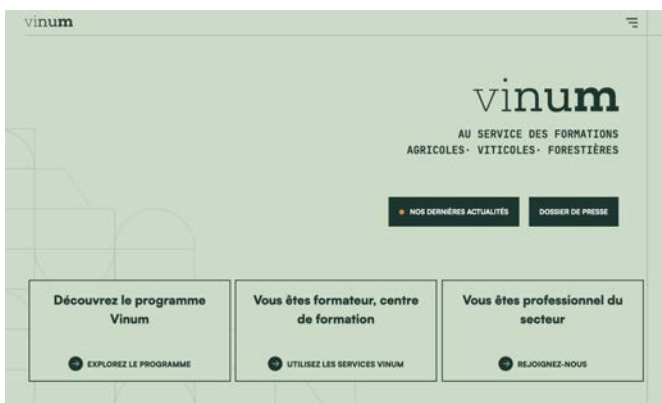 vinum
vinum
AU SERVICE DES FORMATIONS
AGRICOLES· VITICOLES· FORESTIÈRES
NOS DERNIÈRES ACTUALITÉS
DOSSIER DE PRESSE
Découvrez le programme
Vinum
EXPLOREZ LE PROGRAMME
Vous êtes formateur, centre
de formation
UTILISEZ LES SERVICES VINUM
Vous êtes professionnel du
secteur
REJOIGNEZ-NOUS